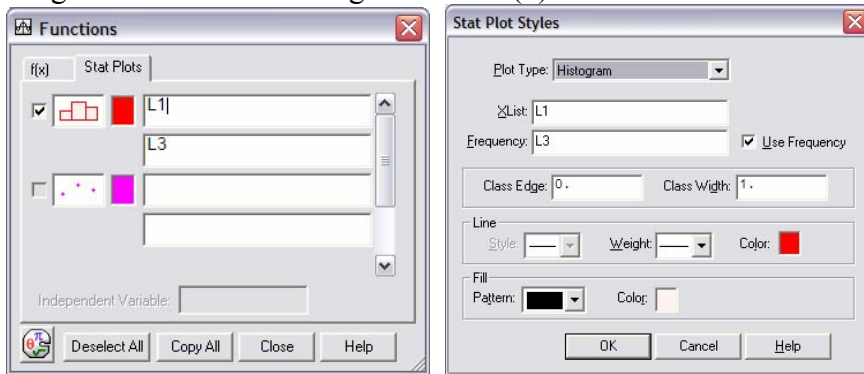 Functions
f(x) Stat Plots
L1
L3
Independent Variable:
Deselect All Copy All Close Help
Stat Plot Styles
Plot Type: Histogram
XList: L1
Frequency: L3 Use Frequency
Class Edge: 0. Class Width: 1.
Line
Style: Weight: Color:
Fill
Pattern: Color:
OK Cancel Help